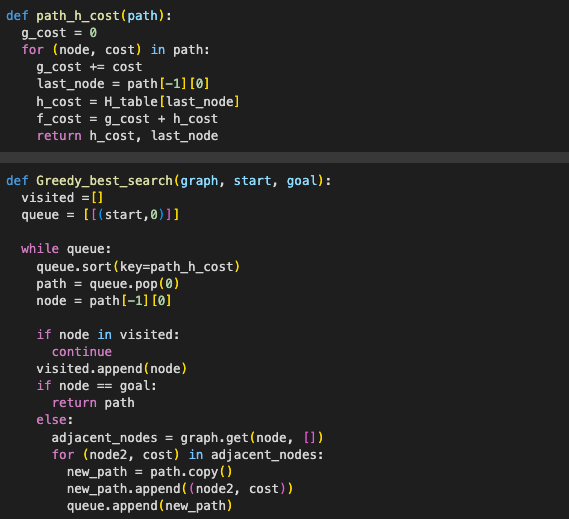 def path_h_cost(path):
  g_cost = 0
  for (node, cost) in path:
    g_cost += cost
    last_node = path[-1][0]
    h_cost = H_table[last_node]
    f_cost = g_cost + h_cost
    return h_cost, last_node
def Greedy_best_search(graph, start, goal):
  visited =[]
  queue = [[(start,0)]]

  while queue:
    queue.sort(key=path_h_cost)
    path = queue.pop(0)
    node = path[-1][0]

    if node in visited:
      continue
    visited.append(node)
    if node == goal:
      return path
    else:
      adjacent_nodes = graph.get(node, [])
      for (node2, cost) in adjacent_nodes:
        new_path = path.copy()
        new_path.append((node2, cost))
        queue.append(new_path)